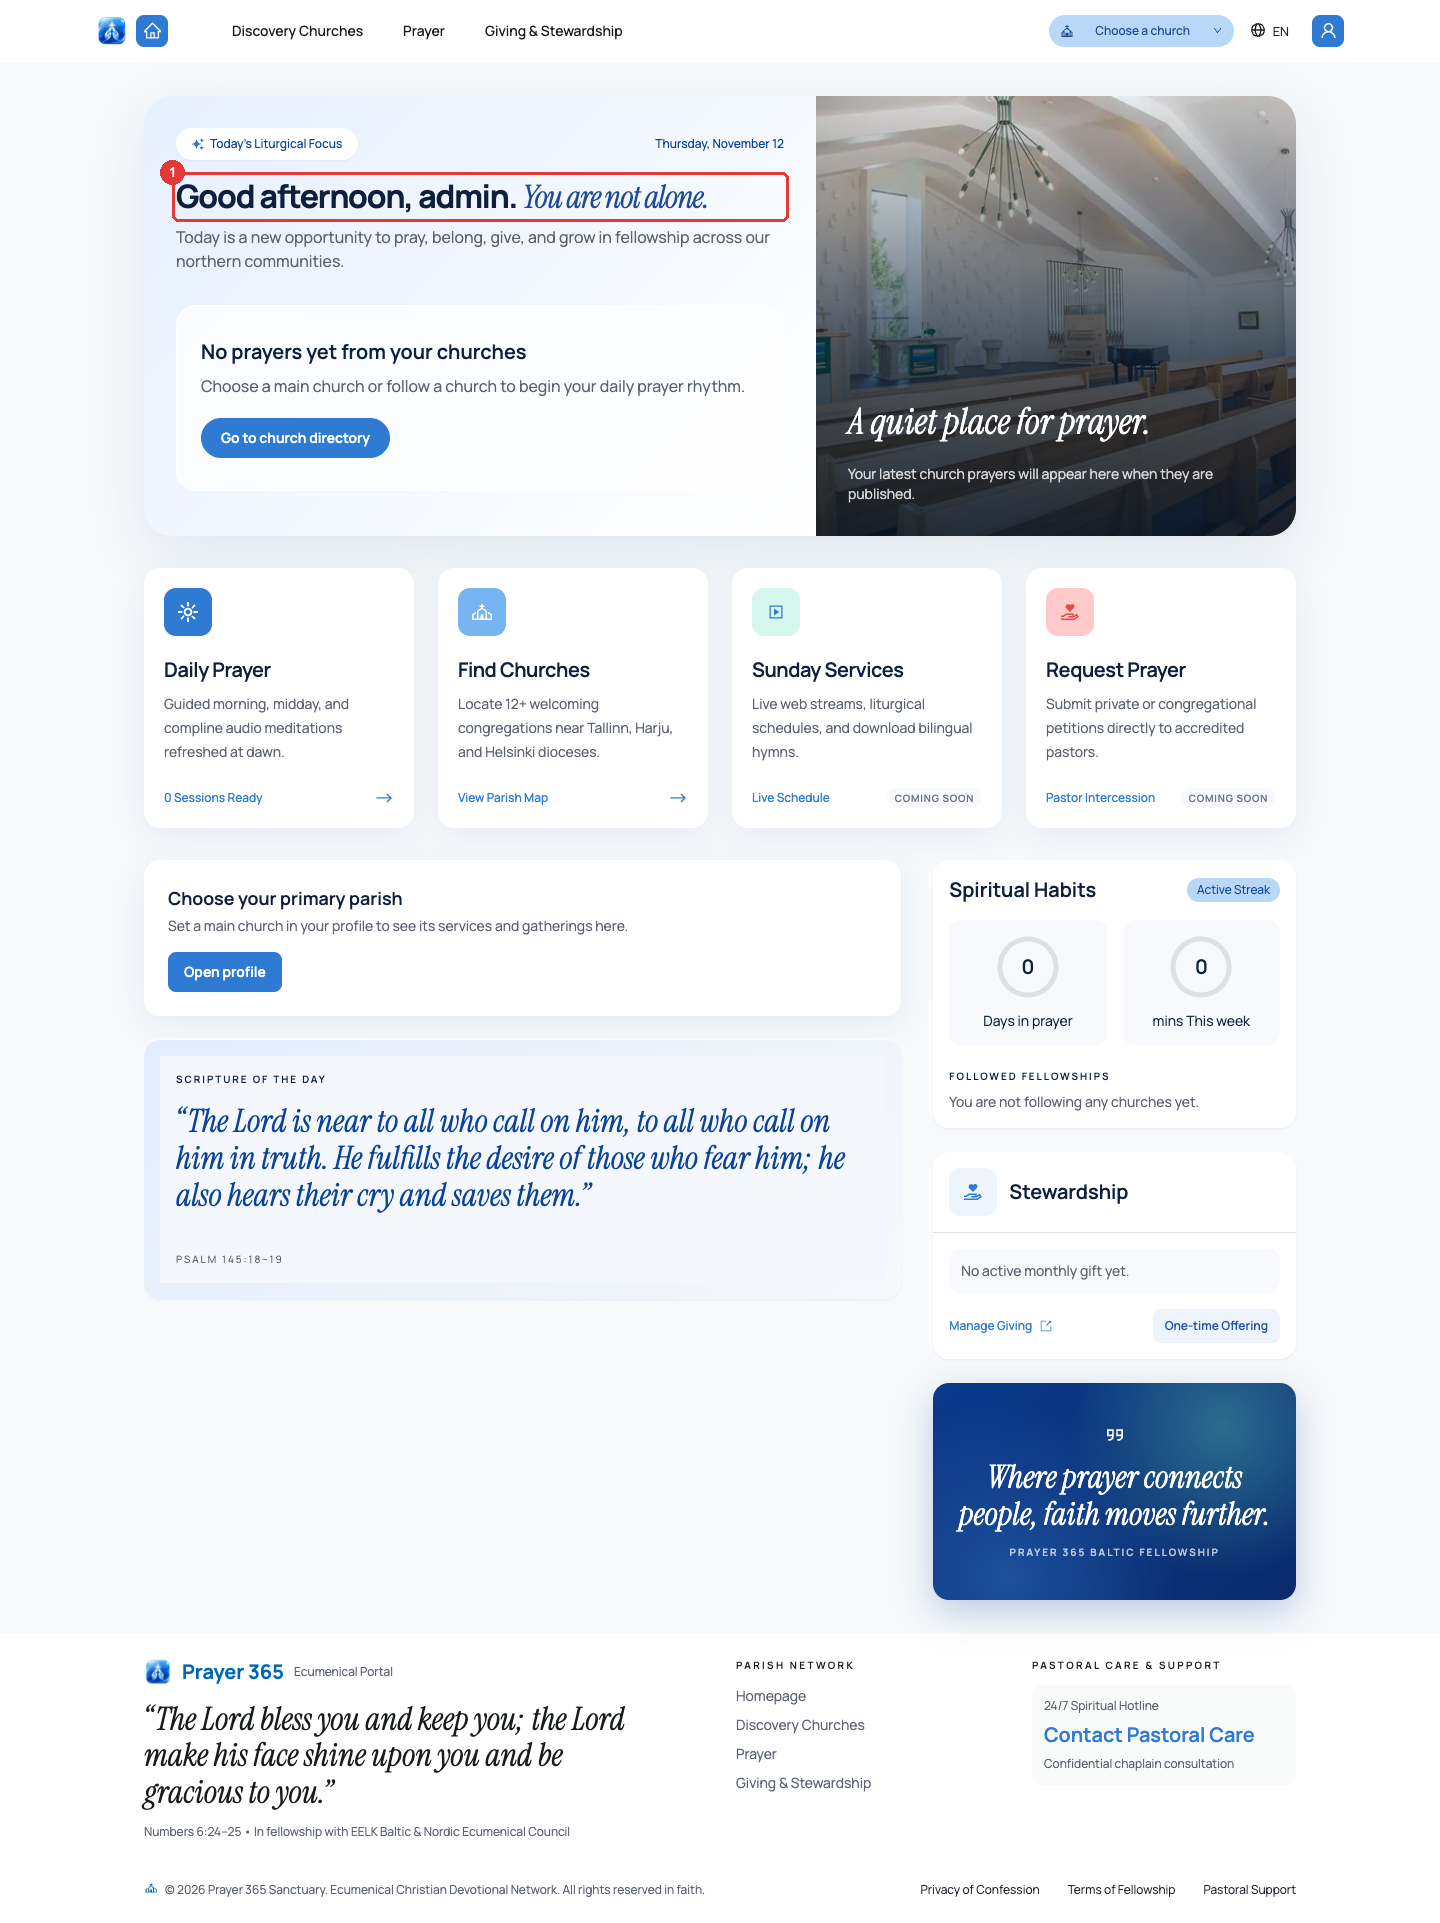 Discovery Churches
Prayer
Giving & Stewardship
Choose a church
EN
Today's Liturgical Focus
Thursday, November 12
1
Good afternoon, admin. You are not alone.
Today is a new opportunity to pray, belong, give, and grow in fellowship across our
northern communities.
No prayers yet from your churches
Choose a main church or follow a church to begin your daily prayer rhythm.
Go to church directory
A quiet place for prayer.
Your latest church prayers will appear here when they are
published.
Daily Prayer
Guided morning, midday, and
compline audio meditations
refreshed at dawn.
0 Sessions Ready
Find Churches
Locate 12+ welcoming
congregations near Tallinn, Harju,
and Helsinki dioceses.
View Parish Map
Sunday Services
Live web streams, liturgical
schedules, and download bilingual
hymns.
Live Schedule
COMING SOON
Request Prayer
Submit private or congregational
petitions directly to accredited
pastors.
Pastor Intercession
COMING SOON
Choose your primary parish
Set a main church in your profile to see its services and gatherings here.
Open profile
SCRIPTURE OF THE DAY
“The Lord is near to all who call on him, to all who call on
him in truth. He fulfills the desire of those who fear him; he
also hears their cry and saves them.”
PSALM 145:18–19
Spiritual Habits
Active Streak
0
Days in prayer
0
mins This week
FOLLOWED FELLOWSHIPS
You are not following any churches yet.
Stewardship
No active monthly gift yet.
Manage Giving
One-time Offering
Where prayer connects
people, faith moves further.
PRAYER 365 BALTIC FELLOWSHIP
Prayer 365
Ecumenical Portal
“The Lord bless you and keep you; the Lord
make his face shine upon you and be
gracious to you.”
Numbers 6:24–25 • In fellowship with EELK Baltic & Nordic Ecumenical Council
PARISH NETWORK
Homepage
Discovery Churches
Prayer
Giving & Stewardship
PASTORAL CARE & SUPPORT
24/7 Spiritual Hotline
Contact Pastoral Care
Confidential chaplain consultation
© 2026 Prayer 365 Sanctuary. Ecumenical Christian Devotional Network. All rights reserved in faith.
Privacy of Confession
Terms of Fellowship
Pastoral Support